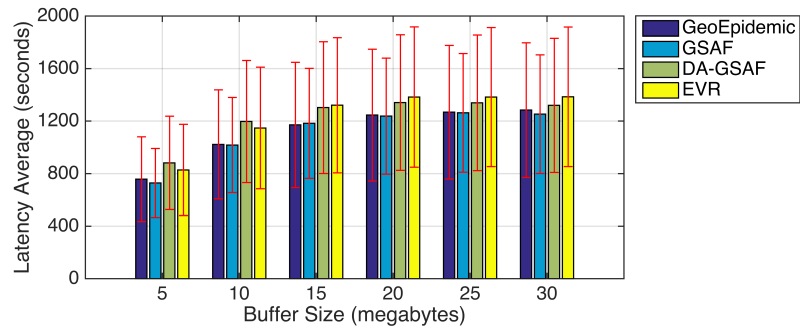 2000
1600
1200
800
400
0
Latency Average (seconds)
5 10 15 20 25 30
Buffer Size (megabytes)
GeoEpidemic
GSAF
DA-GSAF
EVR